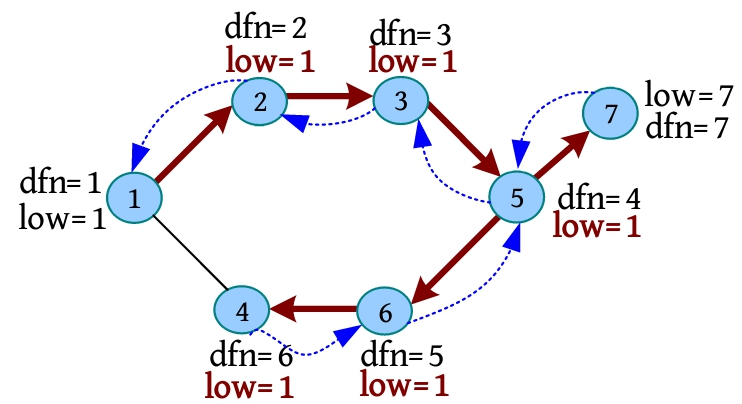 dfn= 2
low= 1
dfn= 3
low= 1
2
3
7
low= 7
dfn= 7
dfn= 1
low= 1
1
5
dfn= 4
low= 1
4
6
dfn= 6
low= 1
dfn= 5
low= 1